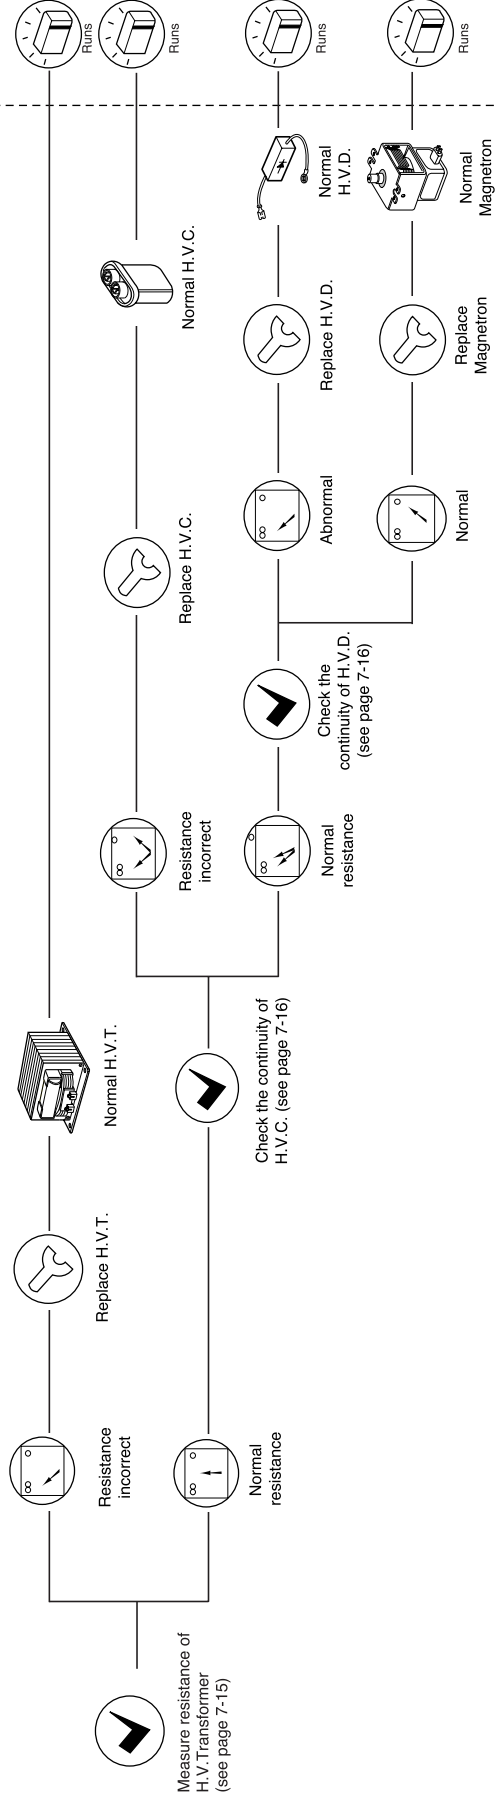 Measure resistance of
H.V.Transformer
(see page 7-15)
Resistance
incorrect
Replace H.V.T.
Normal H.V.T.
Runs
Normal
resistance
Check the continuity of
H.V.C. (see page 7-16)
Resistance
incorrect
Replace H.V.C.
Normal H.V.C.
Runs
Normal
resistance
Check the
continuity of H.V.D.
(see page 7-16)
Abnormal
Replace H.V.D.
Normal
H.V.D.
Runs
Normal
Replace
Magnetron
Normal
Magnetron
Runs